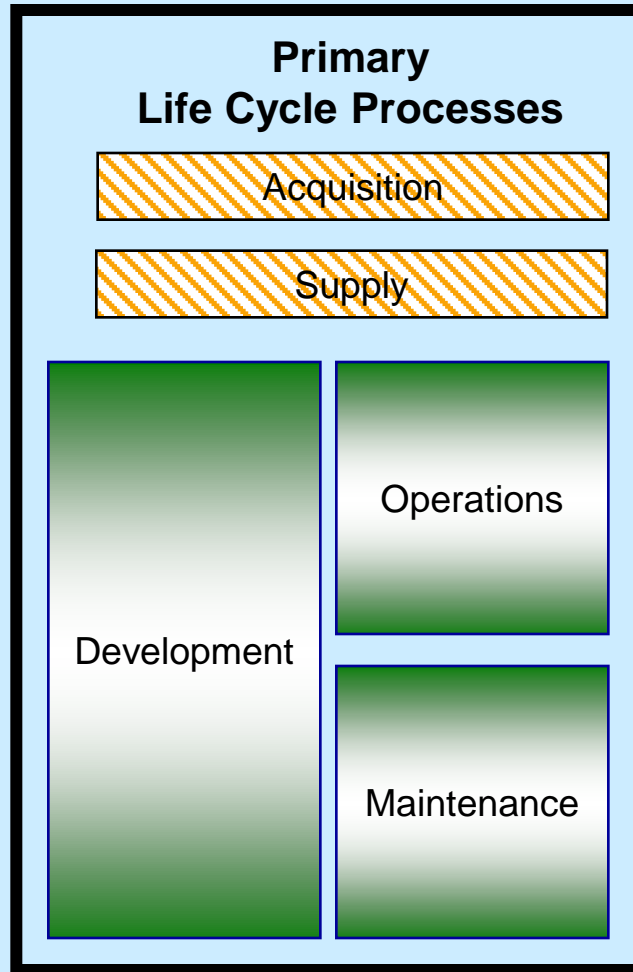 Primary
Life Cycle Processes
Acquisition
Supply
Development
Operations
Maintenance